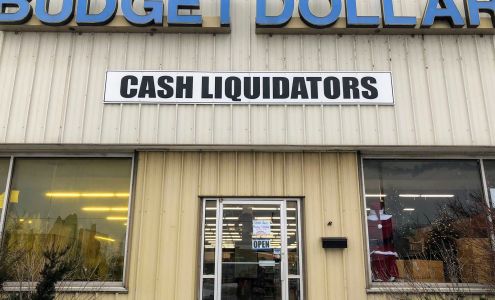 BUDGET DOLLAR
CASH LIQUIDATORS
OPEN